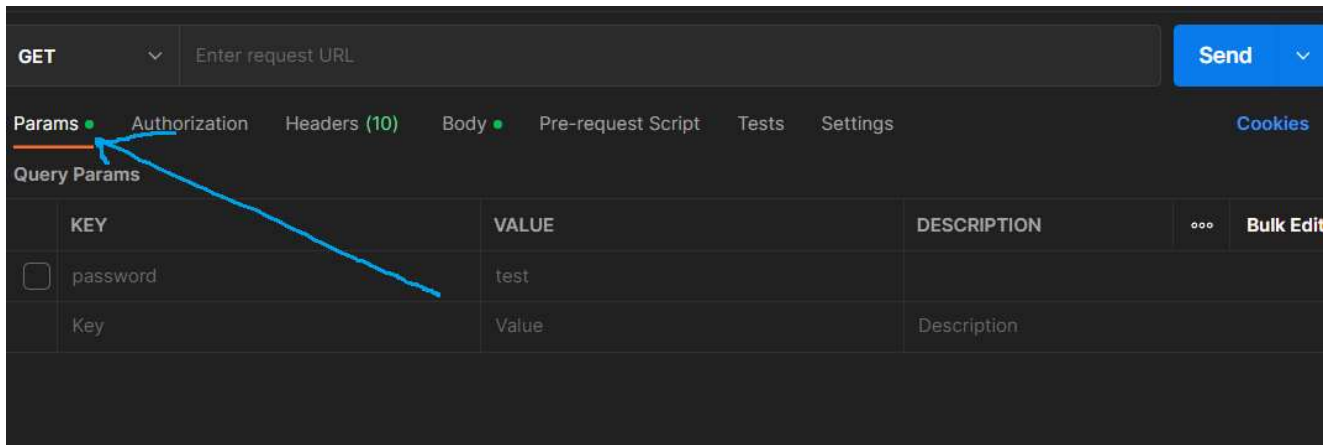 GET Enter request URL Send
Params Authorization Headers (10) Body Pre-request Script Tests Settings Cookies
Query Params
KEY VALUE DESCRIPTION Bulk Edit
password test
Key Value Description